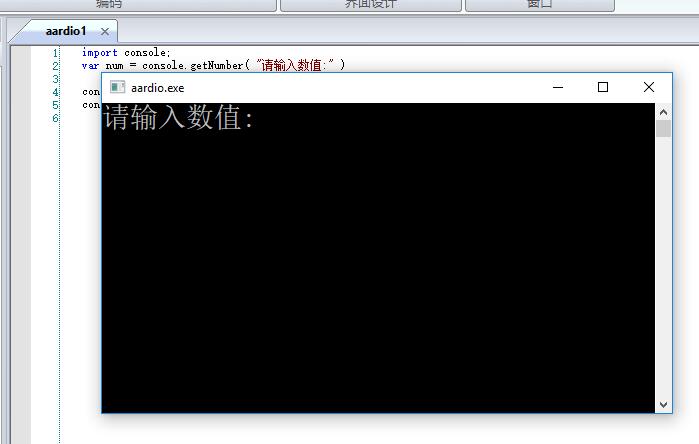 编码 界面设计 窗口
aardio1
1 import console;
2 var num = console.getNumber( "请输入数值:" )
3
4 con
5 con
6
aardio.exe
请输入数值: